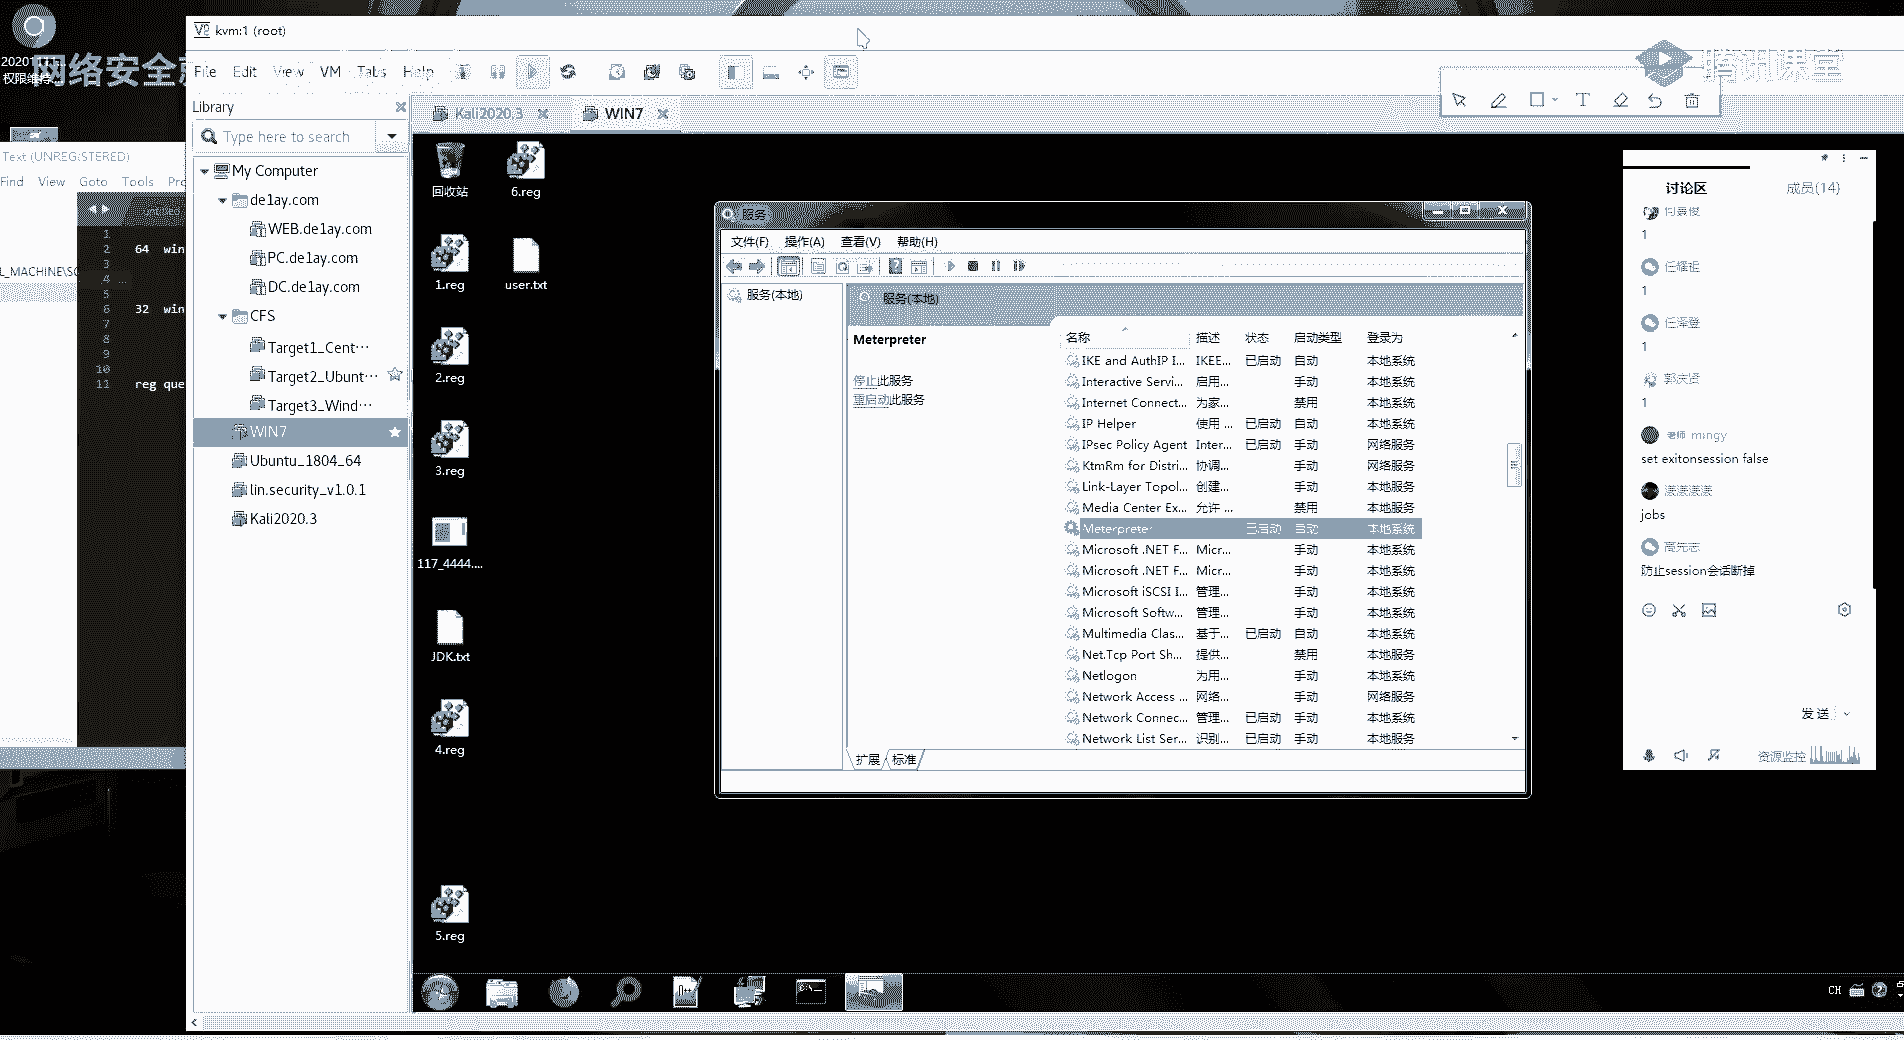 kvm:1 (root)
2020111...
权限维持...
网络安全
腾讯课堂
File Edit View VM Tabs Help
Library
Kali2020.3
WIN7
Type here to search
My Computer
de1ay.com
WEB.de1ay.com
PC.de1ay.com
DC.de1ay.com
CFS
Target1_Cent···
Target2_Ubunt···
Target3_Wind···
WIN7
Ubuntu_1804_64
lin.security_v1.0.1
Kali2020.3
Text (UNREGISTERED)
Find View Goto Tools Pro
untitled
1
2 64 win
3
L_MACHINE\SO
4
5
6 32 win
7
8
9
10
11 reg que
回收站
6.reg
1.reg
user.txt
2.reg
3.reg
117_4444....
JDK.txt
4.reg
5.reg
服务
文件(F) 操作(A) 查看(V) 帮助(H)
服务(本地)
服务(本地)
Meterpreter
停止此服务
重启动此服务
名称 描述 状态 启动类型 登录为
IKE and AuthIP I... IKEE... 已启动 自动 本地系统
Interactive Servi... 启用... 手动 本地系统
Internet Connect... 为家... 禁用 本地系统
IP Helper 使用 ... 已启动 自动 本地系统
IPsec Policy Agent Inter... 已启动 手动 网络服务
KtmRm for Distri... 协调... 手动 网络服务
Link-Layer Topol... 创建... 手动 本地服务
Media Center Ex... 允许 ... 禁用 本地服务
Meterpreter 已启动 自动 本地系统
Microsoft .NET F... Micr... 手动 本地系统
Microsoft .NET F... Micr... 手动 本地系统
Microsoft iSCSI I... 管理... 手动 本地系统
Microsoft Softw... 管理... 手动 本地系统
Multimedia Clas... 基于... 已启动 自动 本地系统
Net.Tcp Port Sh... 提供... 禁用 本地服务
Netlogon 为用... 手动 本地系统
Network Access ... 网络... 手动 网络服务
Network Connec... 管理... 已启动 手动 本地系统
Network List Ser... 识别... 已启动 手动 本地服务
扩展 标准
讨论区 成员(14)
1
1
任泽登
1
郭庆贤
1
老师 mingy
set exitonsession false
漾漾漾漾
jobs
高先志
防止session会话断掉
发送
资源监控
CH